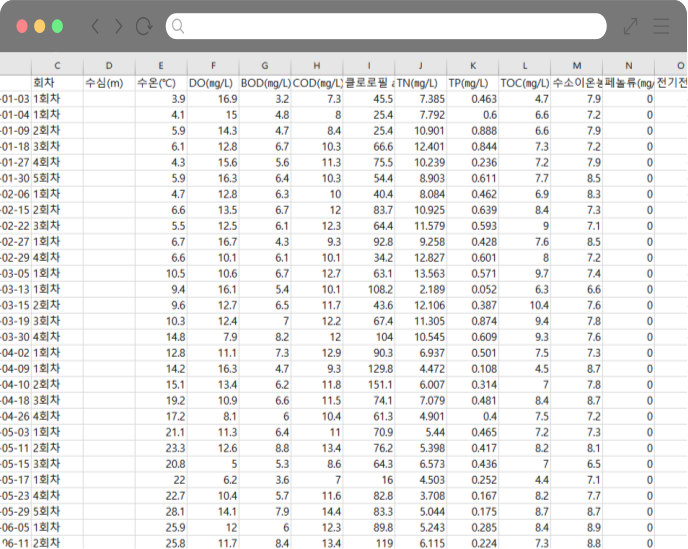 C D E F G H I J K L M N O
회차 수심(m) 수온(℃) DO(㎎/L) BOD(㎎/L) COD(㎎/L) 클로로필 a TN(㎎/L) TP(㎎/L) TOC(㎎/L) 수소이온농 페놀류(㎎/ 전기전
-01-03 1회차 3.9 16.9 3.2 7.3 45.5 7.385 0.463 4.7 7.9 0
-01-04 1회차 4.1 15 4.8 8 25.4 7.792 0.6 6.6 7.2 0
-01-09 2회차 5.9 14.3 4.7 8.4 25.4 10.901 0.888 6.6 7.9 0
-01-18 3회차 6.1 12.8 6.7 10.3 66.6 12.401 0.844 7.3 7.2 0
-01-27 4회차 4.3 15.6 5.6 11.3 75.5 10.239 0.236 7.2 7.9 0
-01-30 5회차 5.9 16.3 6.4 10.3 54.4 8.903 0.611 7.7 8.5 0
-02-06 1회차 4.7 12.8 6.3 10 40.4 8.084 0.462 6.9 8.3 0
-02-15 2회차 6.6 13.5 6.7 12 83.7 10.925 0.639 8.4 7.3 0
-02-22 3회차 5.5 12.5 6.1 12.3 64.4 11.579 0.593 9 7.1 0
-02-27 1회차 6.7 16.7 4.3 9.3 92.8 9.258 0.428 7.6 8.5 0
-02-29 4회차 6.6 10.1 6.1 10.1 34.2 12.827 0.601 8 7.2 0
-03-05 1회차 10.5 10.6 6.7 12.7 63.1 13.563 0.571 9.7 7.4 0
-03-13 1회차 9.4 16.1 5.4 10.1 108.2 2.189 0.052 6.3 6.6 0
-03-15 2회차 9.6 12.7 6.5 11.7 43.6 12.106 0.387 10.4 7.6 0
-03-19 3회차 10.3 12.4 7 12.2 67.4 11.305 0.874 9.4 7.8 0
-03-30 4회차 14.8 7.9 8.2 12 104 10.545 0.609 9.3 7.6 0
-04-02 1회차 12.8 11.1 7.3 12.9 90.3 6.937 0.501 7.5 7.3 0
-04-09 1회차 14.2 16.3 4.7 9.3 129.8 4.472 0.108 4.5 8.7 0
-04-10 2회차 15.1 13.4 6.2 11.8 151.1 6.007 0.314 7 7.8 0
-04-18 3회차 19.2 10.9 6.6 11.5 74.1 7.079 0.481 8.4 8.7 0
-04-26 4회차 17.2 8.1 6 10.4 61.3 4.901 0.4 7.5 7.2 0
-05-03 1회차 21.1 11.3 6.4 11 70.9 5.44 0.465 7.2 7.3 0
-05-11 2회차 23.3 12.6 8.8 13.4 76.2 5.398 0.417 8.2 8.1 0
-05-15 3회차 20.8 5 5.3 8.6 64.3 6.573 0.436 7 6.5 0
-05-17 1회차 22 6.2 3.6 7 16 4.503 0.252 4.4 7.1 0
-05-23 4회차 22.7 10.4 5.7 11.6 82.8 3.708 0.167 8.2 7.7 0
-05-29 5회차 28.1 14.1 7.9 14.4 83.3 5.044 0.175 8.7 8.7 0
-06-05 1회차 25.9 12 6 12.3 89.8 5.243 0.285 8.4 8.9 0
-06-11 2회차 25.8 11.7 8.4 13.4 119 6.115 0.224 7.3 8.8 0